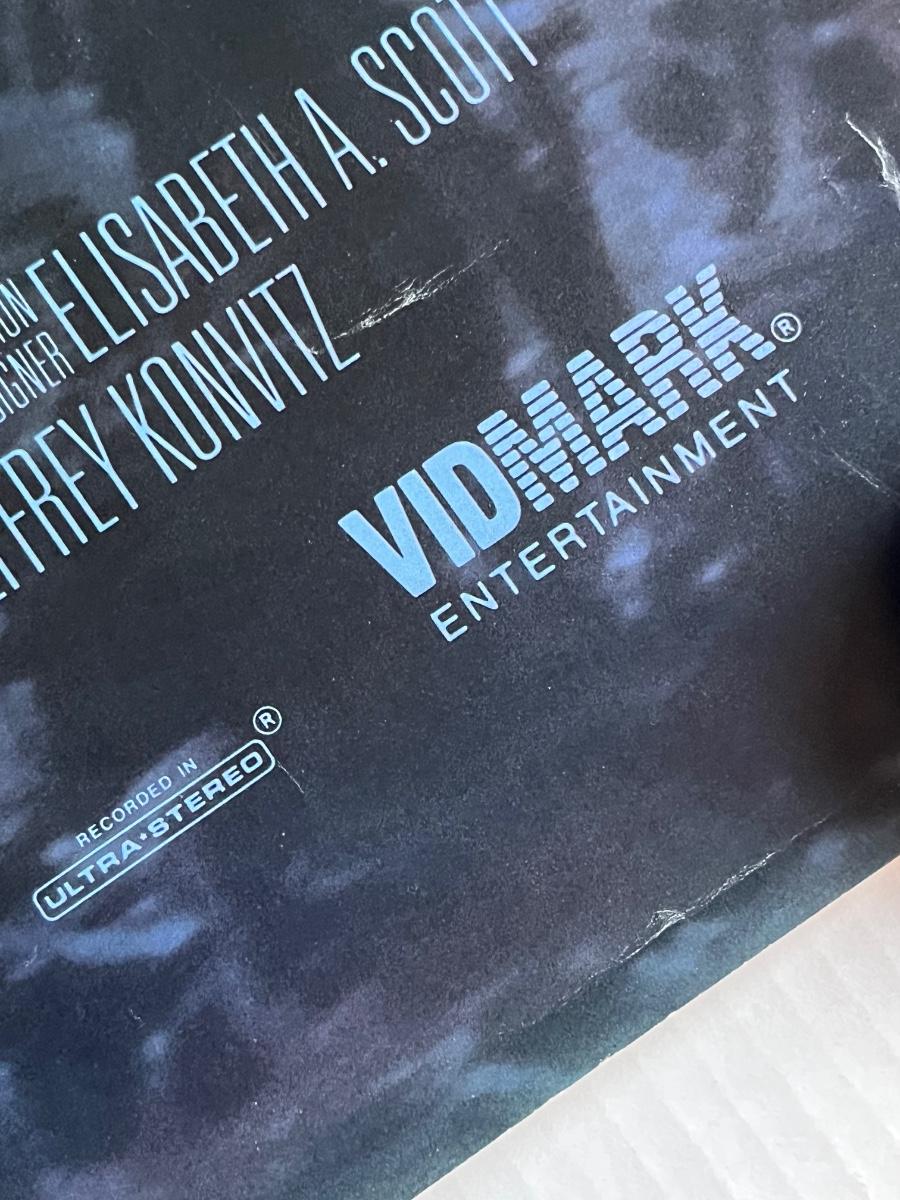 ELISABETH A. SCOTT
FREY KONVITZ
VIDMARK®
ENTERTAINMENT
RECORDED IN ®
ULTRA*STEREO